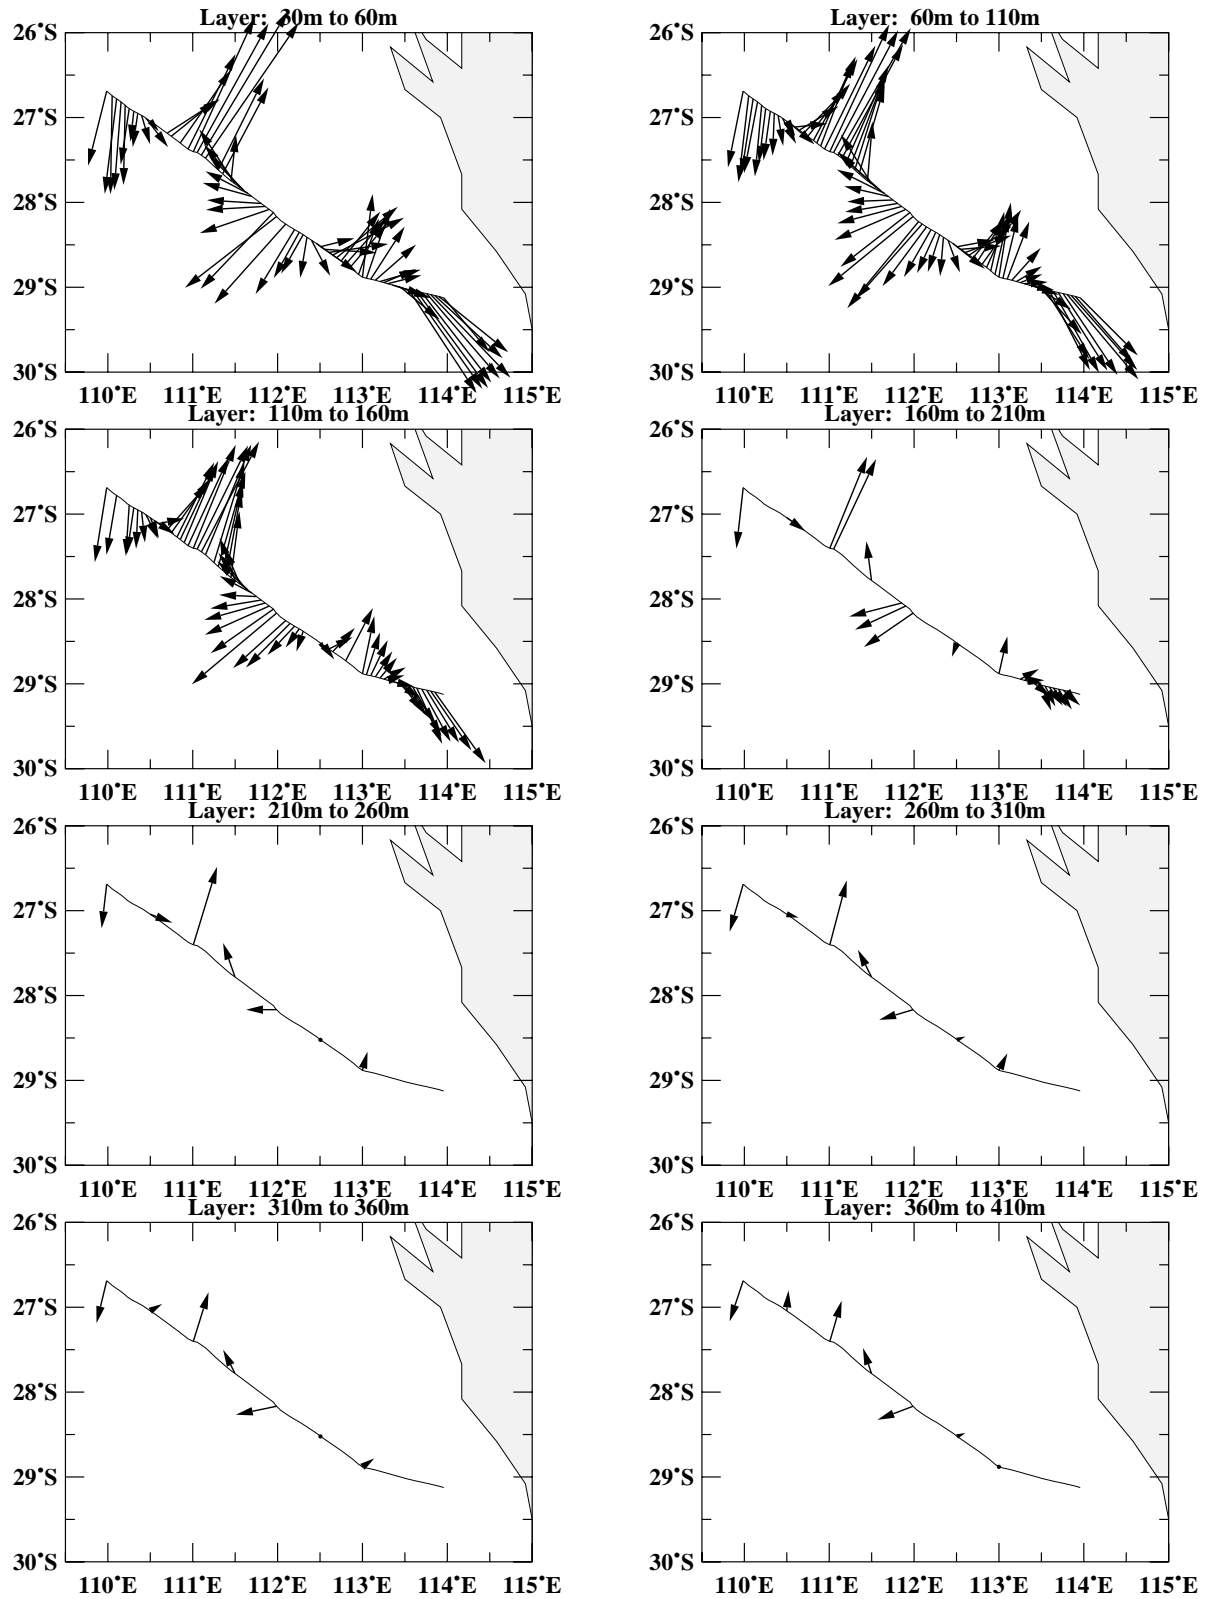 Layer: 30m to 60m
26°S
27°S
28°S
29°S
30°S
110°E 111°E 112°E 113°E 114°E 115°E
Layer: 60m to 110m
26°S
27°S
28°S
29°S
30°S
110°E 111°E 112°E 113°E 114°E 115°E
Layer: 110m to 160m
26°S
27°S
28°S
29°S
30°S
110°E 111°E 112°E 113°E 114°E 115°E
Layer: 160m to 210m
26°S
27°S
28°S
29°S
30°S
110°E 111°E 112°E 113°E 114°E 115°E
Layer: 210m to 260m
26°S
27°S
28°S
29°S
30°S
110°E 111°E 112°E 113°E 114°E 115°E
Layer: 260m to 310m
26°S
27°S
28°S
29°S
30°S
110°E 111°E 112°E 113°E 114°E 115°E
Layer: 310m to 360m
26°S
27°S
28°S
29°S
30°S
110°E 111°E 112°E 113°E 114°E 115°E
Layer: 360m to 410m
26°S
27°S
28°S
29°S
30°S
110°E 111°E 112°E 113°E 114°E 115°E